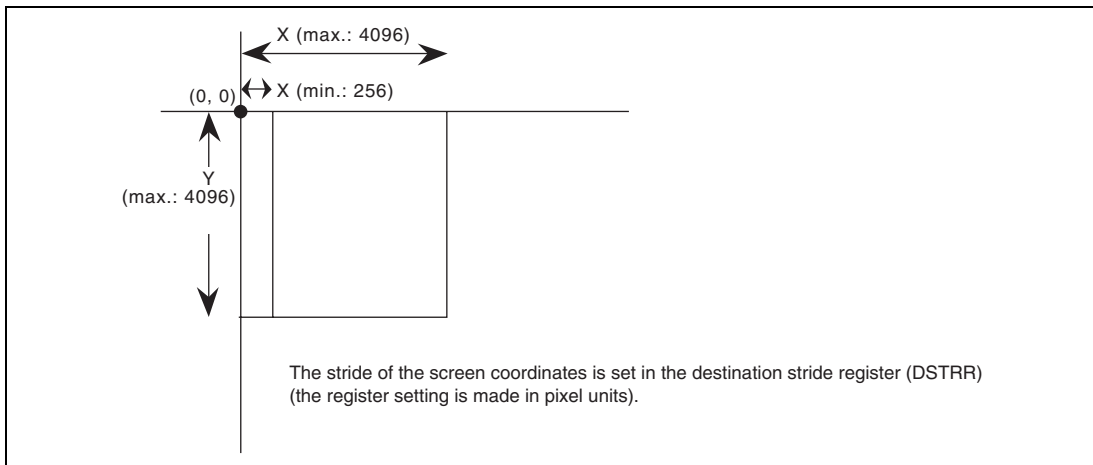 X (max.: 4096)
(0, 0)
X (min.: 256)
Y
(max.: 4096)
The stride of the screen coordinates is set in the destination stride register (DSTRR)
(the register setting is made in pixel units).